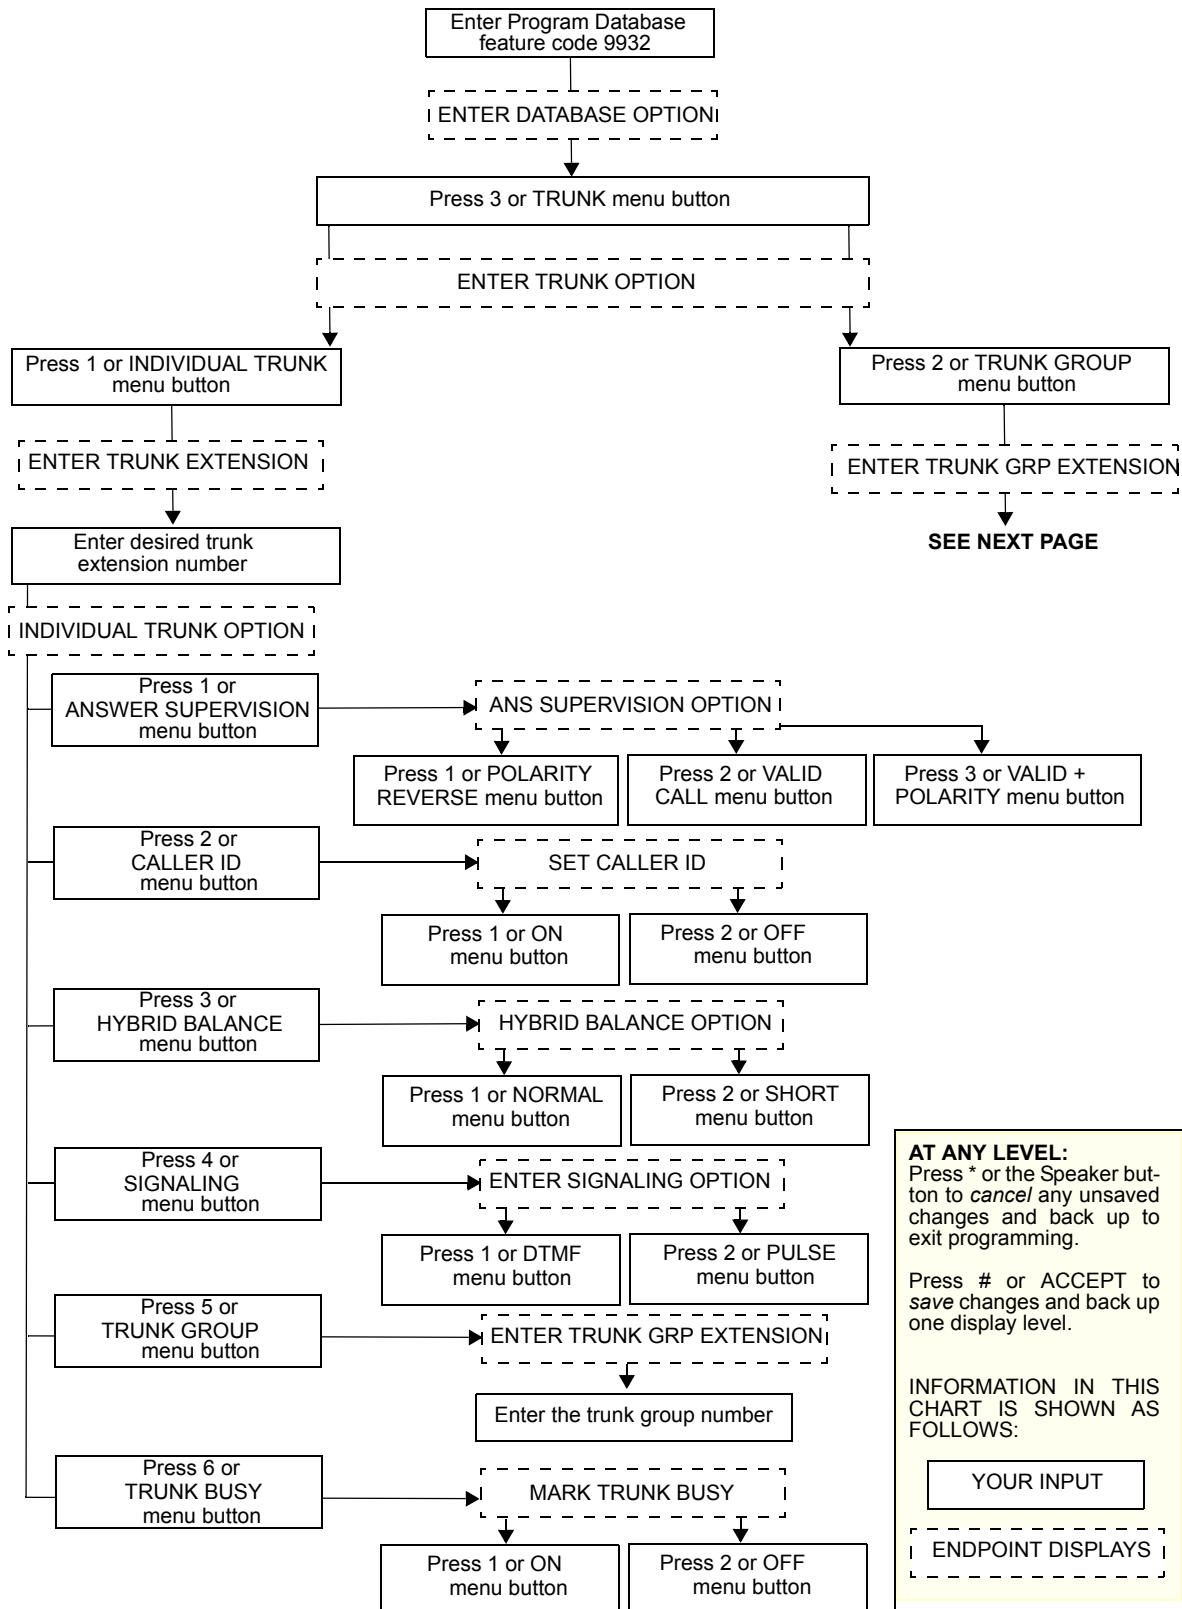 Enter Program Database
feature code 9932
ENTER DATABASE OPTION
Press 3 or TRUNK menu button
ENTER TRUNK OPTION
Press 1 or INDIVIDUAL TRUNK
menu button
Press 2 or TRUNK GROUP
menu button
ENTER TRUNK EXTENSION
ENTER TRUNK GRP EXTENSION
Enter desired trunk
extension number
SEE NEXT PAGE
INDIVIDUAL TRUNK OPTION
Press 1 or
ANSWER SUPERVISION
menu button
ANS SUPERVISION OPTION
Press 1 or POLARITY
REVERSE menu button
Press 2 or VALID
CALL menu button
Press 3 or VALID +
POLARITY menu button
Press 2 or
CALLER ID
menu button
SET CALLER ID
Press 1 or ON
menu button
Press 2 or OFF
menu button
Press 3 or
HYBRID BALANCE
menu button
HYBRID BALANCE OPTION
Press 1 or NORMAL
menu button
Press 2 or SHORT
menu button
Press 4 or
SIGNALING
menu button
ENTER SIGNALING OPTION
Press 1 or DTMF
menu button
Press 2 or PULSE
menu button
Press 5 or
TRUNK GROUP
menu button
ENTER TRUNK GRP EXTENSION
Enter the trunk group number
Press 6 or
TRUNK BUSY
menu button
MARK TRUNK BUSY
Press 1 or ON
menu button
Press 2 or OFF
menu button
AT ANY LEVEL:
Press * or the Speaker but-
ton to cancel any unsaved
changes and back up to
exit programming.
Press # or ACCEPT to
save changes and back up
one display level.
INFORMATION IN THIS
CHART IS SHOWN AS
FOLLOWS:
YOUR INPUT
ENDPOINT DISPLAYS